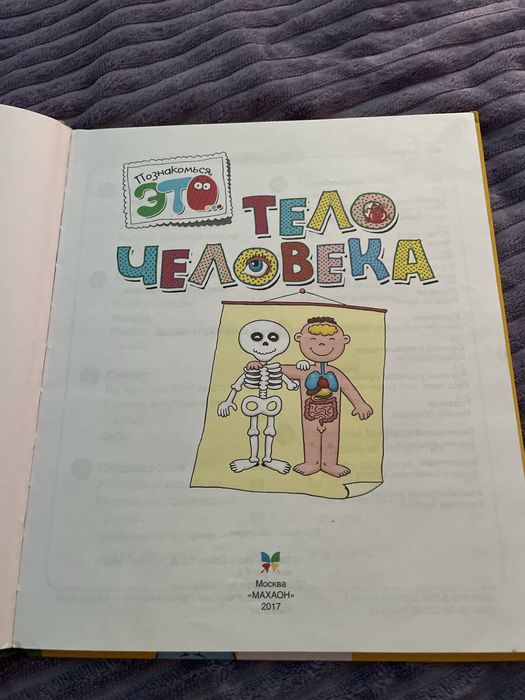 Познакомься,
ЭТО...
ТЕЛО
ЧЕЛОВЕКА
Москва
«МАХАОН»
2017